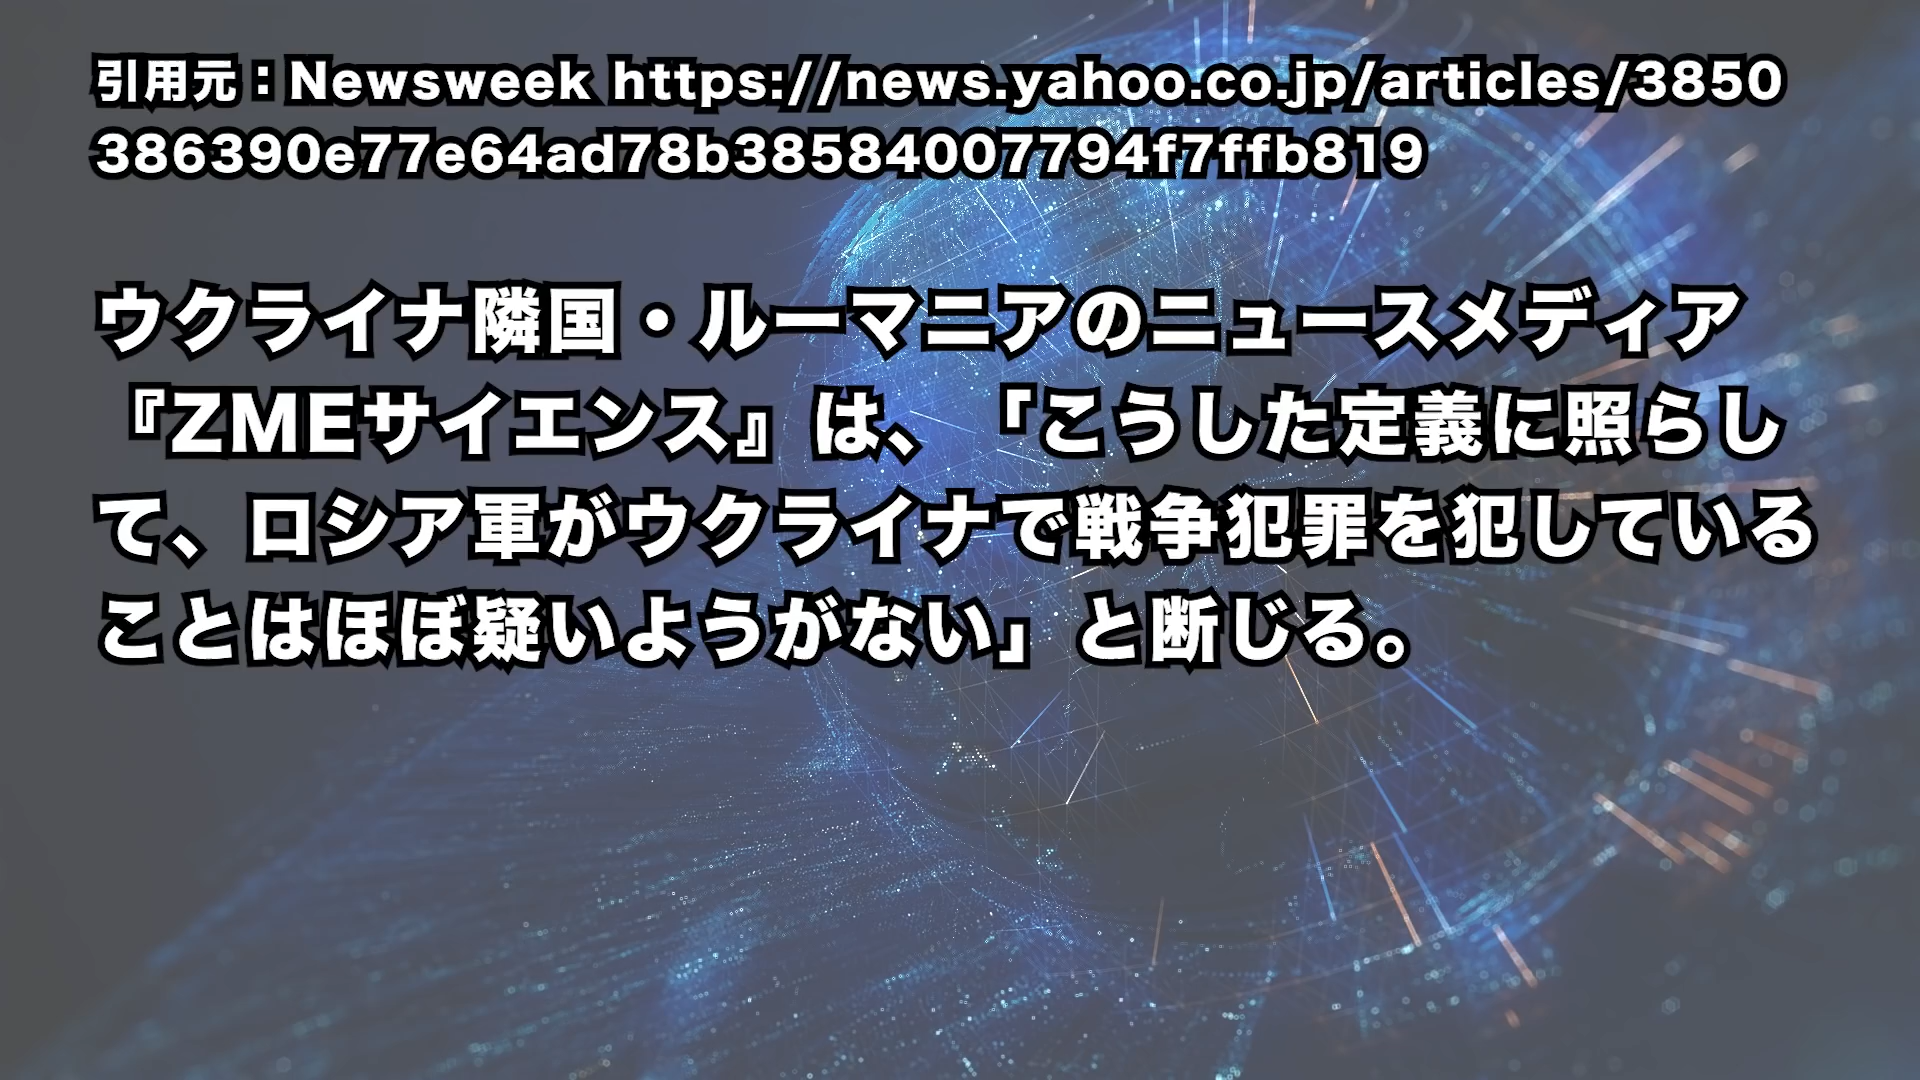 引用元：Newsweek https://news.yahoo.co.jp/articles/3850
386390e77e64ad78b38584007794f7ffb819
ウクライナ隣国・ルーマニアのニュースメディア
『ZMEサイエンス』は、「こうした定義に照らし
て、ロシア軍がウクライナで戦争犯罪を犯している
ことはほぼ疑いようがない」と断じる。